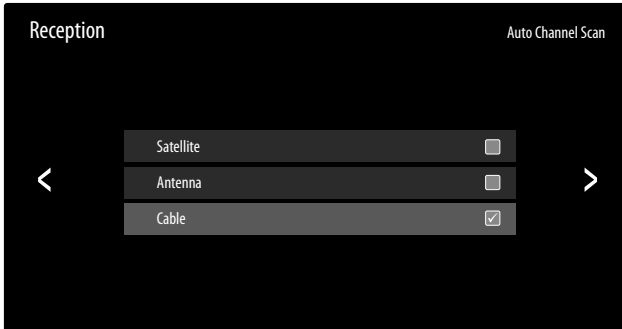 Reception
Auto Channel Scan
Satellite
Antenna
Cable